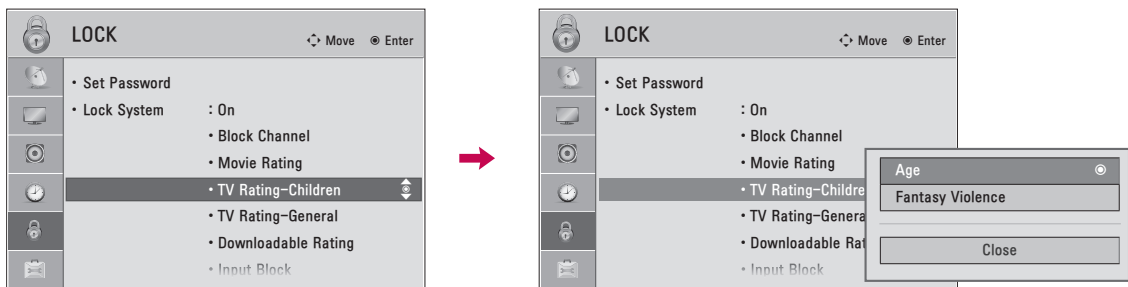 LOCK
Move Enter
• Set Password
• Lock System : On
• Block Channel
• Movie Rating
• TV Rating-Children
• TV Rating-General
• Downloadable Rating
• Input Block
LOCK
Move Enter
• Set Password
• Lock System : On
• Block Channel
• Movie Rating
• TV Rating-Childre
• TV Rating-Genera
• Downloadable Rat
• Input Block
Age
Fantasy Violence
Close